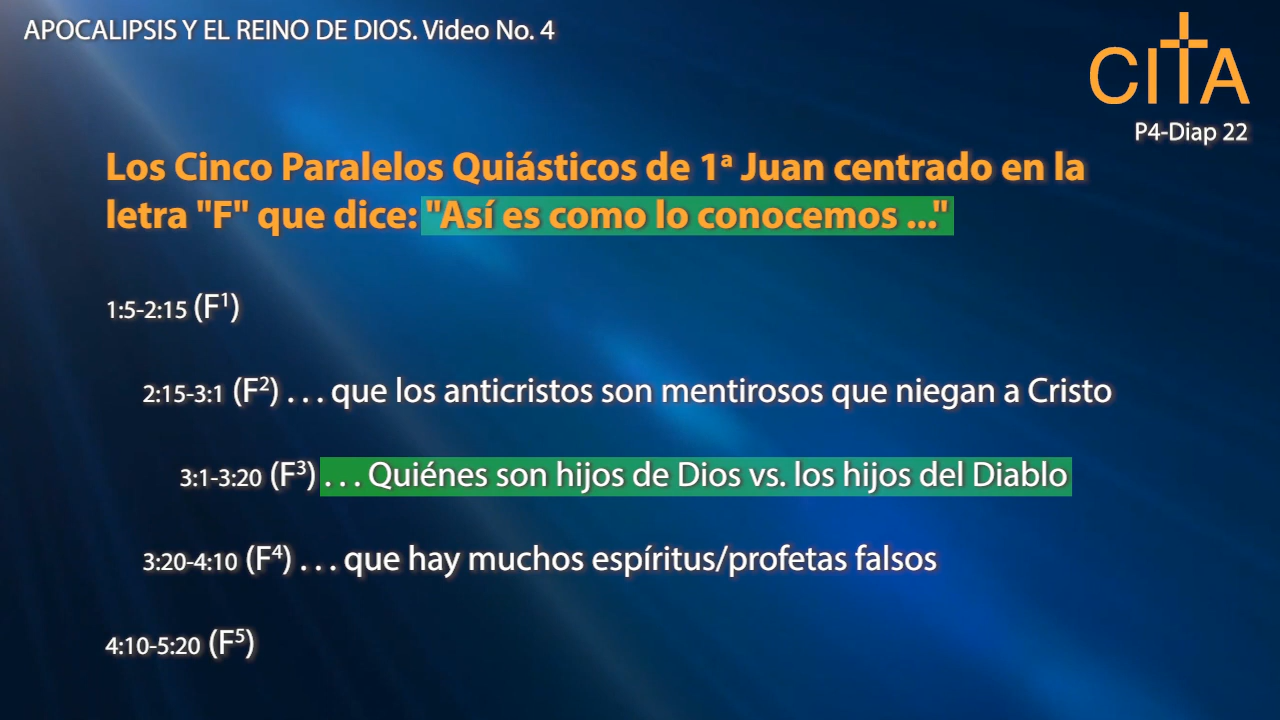 APOCALIPSIS Y EL REINO DE DIOS. Video No. 4
CITA
P4-Diap 22
Los Cinco Paralelos Quiásticos de 1ª Juan centrado en la
letra "F" que dice: "Así es como lo conocemos ..."
1:5-2:15 (F¹)
2:15-3:1 (F²) . . . que los anticristos son mentirosos que niegan a Cristo
3:1-3:20 (F³) . . . Quiénes son hijos de Dios vs. los hijos del Diablo
3:20-4:10 (F⁴) . . . que hay muchos espíritus/profetas falsos
4:10-5:20 (F⁵)